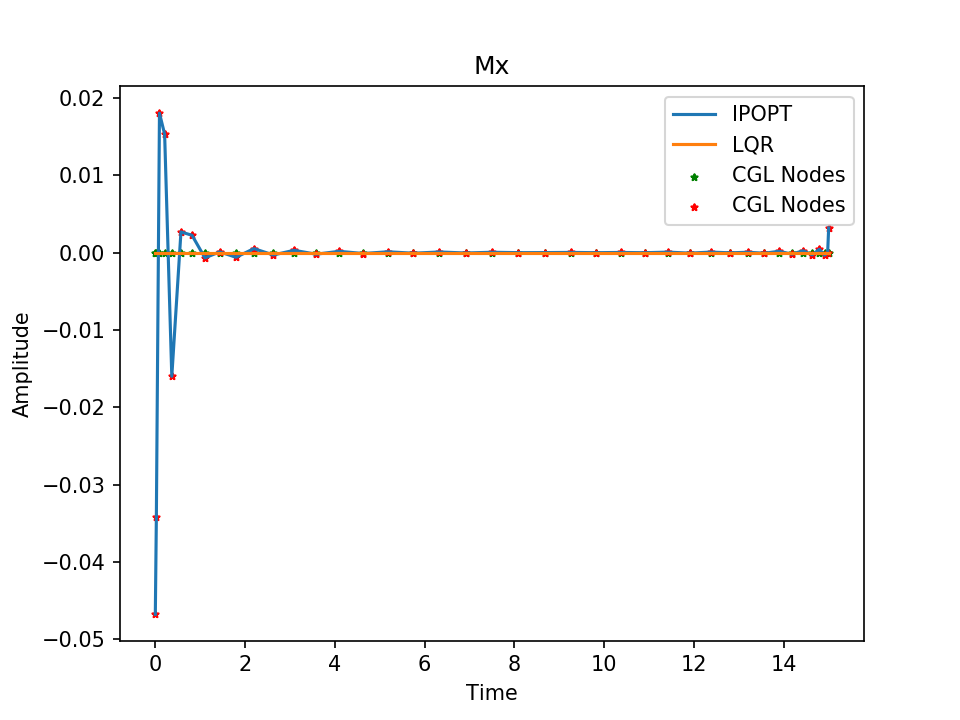 Mx
0.02
0.01
0.00
−0.01
−0.02
−0.03
−0.04
−0.05
Amplitude
IPOPT
LQR
CGL Nodes
CGL Nodes
0 2 4 6 8 10 12 14
Time